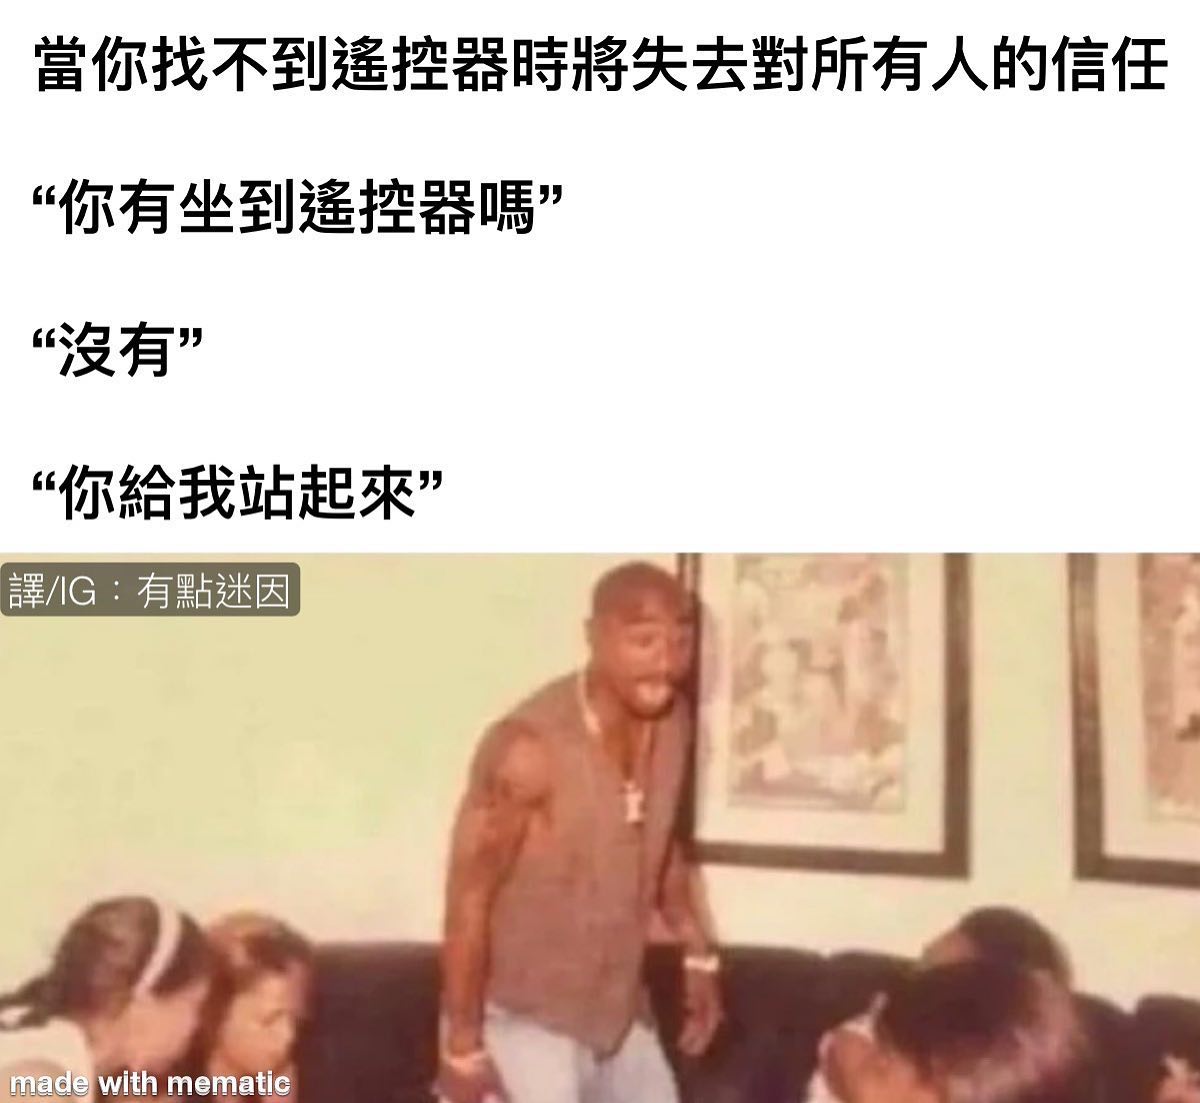 當你找不到遙控器時將失去對所有人的信任
“你有坐到遙控器嗎”
“沒有”
“你給我站起來”
譯/IG：有點迷因
made with mematic